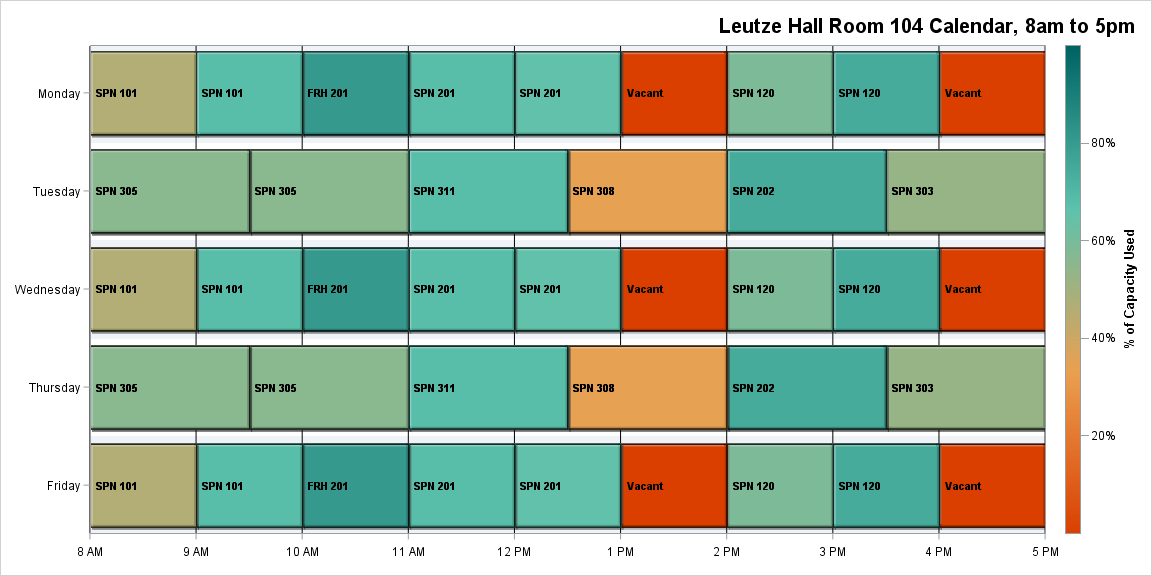 Leutze Hall Room 104 Calendar, 8am to 5pm
Monday SPN 101 SPN 101 FRH 201 SPN 201 SPN 201 Vacant SPN 120 SPN 120 Vacant
80%
Tuesday SPN 305 SPN 305 SPN 311 SPN 308 SPN 202 SPN 303
60%
% of Capacity Used
Wednesday SPN 101 SPN 101 FRH 201 SPN 201 SPN 201 Vacant SPN 120 SPN 120 Vacant
40%
Thursday SPN 305 SPN 305 SPN 311 SPN 308 SPN 202 SPN 303
20%
Friday SPN 101 SPN 101 FRH 201 SPN 201 SPN 201 Vacant SPN 120 SPN 120 Vacant
8 AM 9 AM 10 AM 11 AM 12 PM 1 PM 2 PM 3 PM 4 PM 5 PM